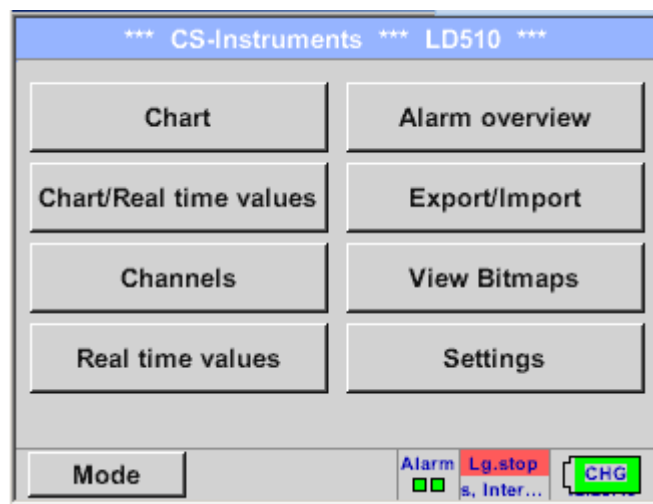 *** CS-Instruments *** LD510 ***
Chart
Alarm overview
Chart/Real time values
Export/Import
Channels
View Bitmaps
Real time values
Settings
Mode
Alarm
Lg.stop
s, Inter...
CHG